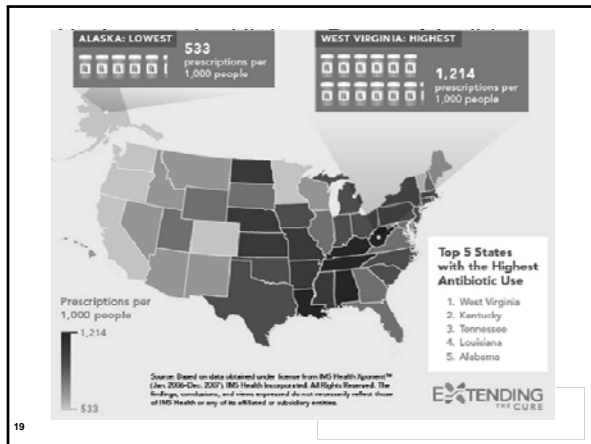 ALASKA: LOWEST
533
prescriptions per
1,000 people
WEST VIRGINIA: HIGHEST
1,214
prescriptions per
1,000 people
Top 5 States
with the Highest
Antibiotic Use
1. West Virginia
2. Kentucky
3. Tennessee
4. Louisiana
5. Alabama
Prescriptions per
1,000 people
1,214
533
Source: Based on data obtained under license from IMS Health Xponent™
(Jan 2006-Dec. 2007). IMS Health Incorporated. All Rights Reserved. The
findings, conclusions, and views expressed do not necessarily reflect those
of IMS Health or any of its affiliated or subsidiary entities.
EXTENDING
THE CURE
19